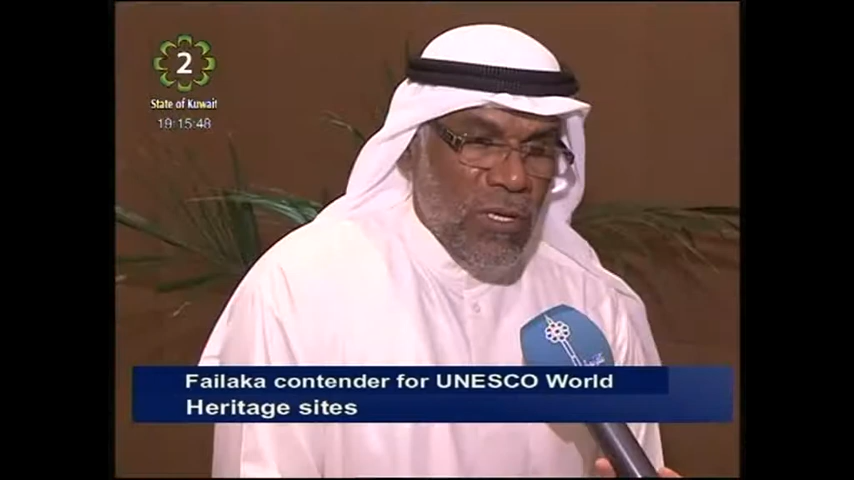 2
State of Kuwait
19:15:48
Failaka contender for UNESCO World
Heritage sites